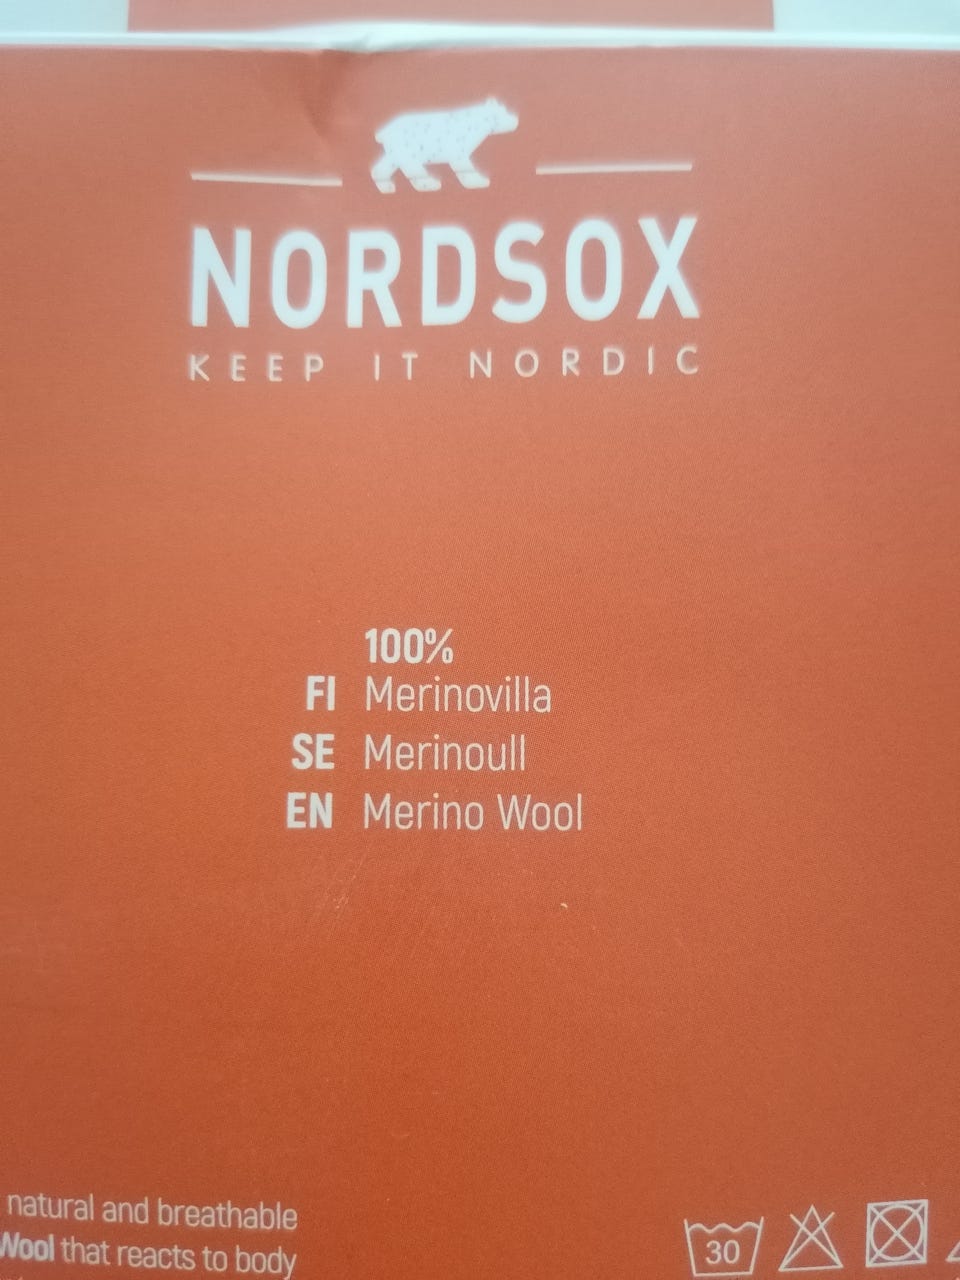 NORDSOX
KEEP IT NORDIC
100%
FI Merinovilla
SE Merinoull
EN Merino Wool
natural and breathable
Wool that reacts to body
30